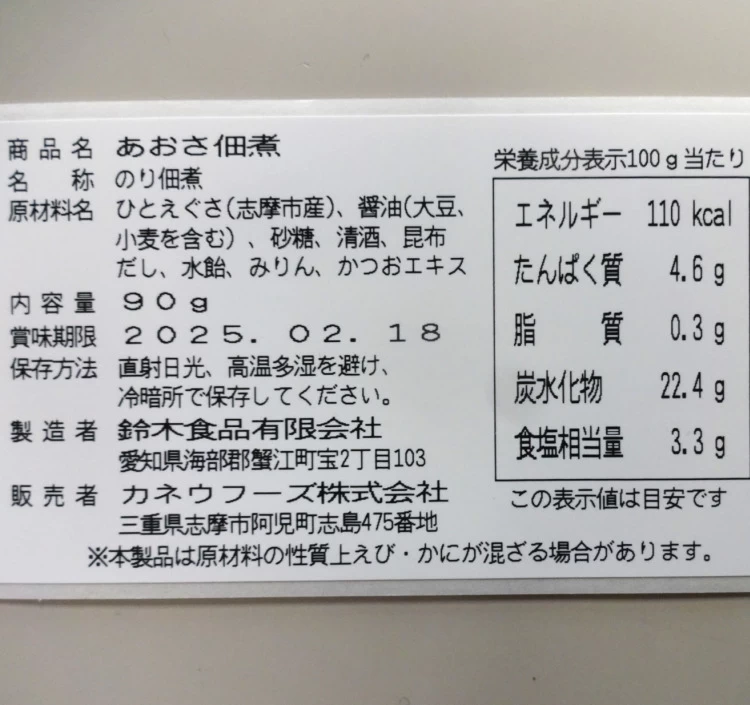 商品名 あおさ佃煮
名称 のり佃煮
原材料名 ひとえぐさ(志摩市産)、醤油(大豆、
小麦を含む)、砂糖、清酒、昆布
だし、水飴、みりん、かつおエキス
内容量 90g
賞味期限 2025.02.18
保存方法 直射日光、高温多湿を避け、
冷暗所で保存してください。
製造者 鈴木食品有限会社
愛知県海部郡蟹江町宝2丁目103
販売者 カネウフーズ株式会社
三重県志摩市阿児町志島475番地
※本製品は原材料の性質上えび・かにが混ざる場合があります。
栄養成分表示100g当たり
エネルギー 110 kcal
たんぱく質 4.6 g
脂質 0.3 g
炭水化物 22.4 g
食塩相当量 3.3 g
この表示値は目安です